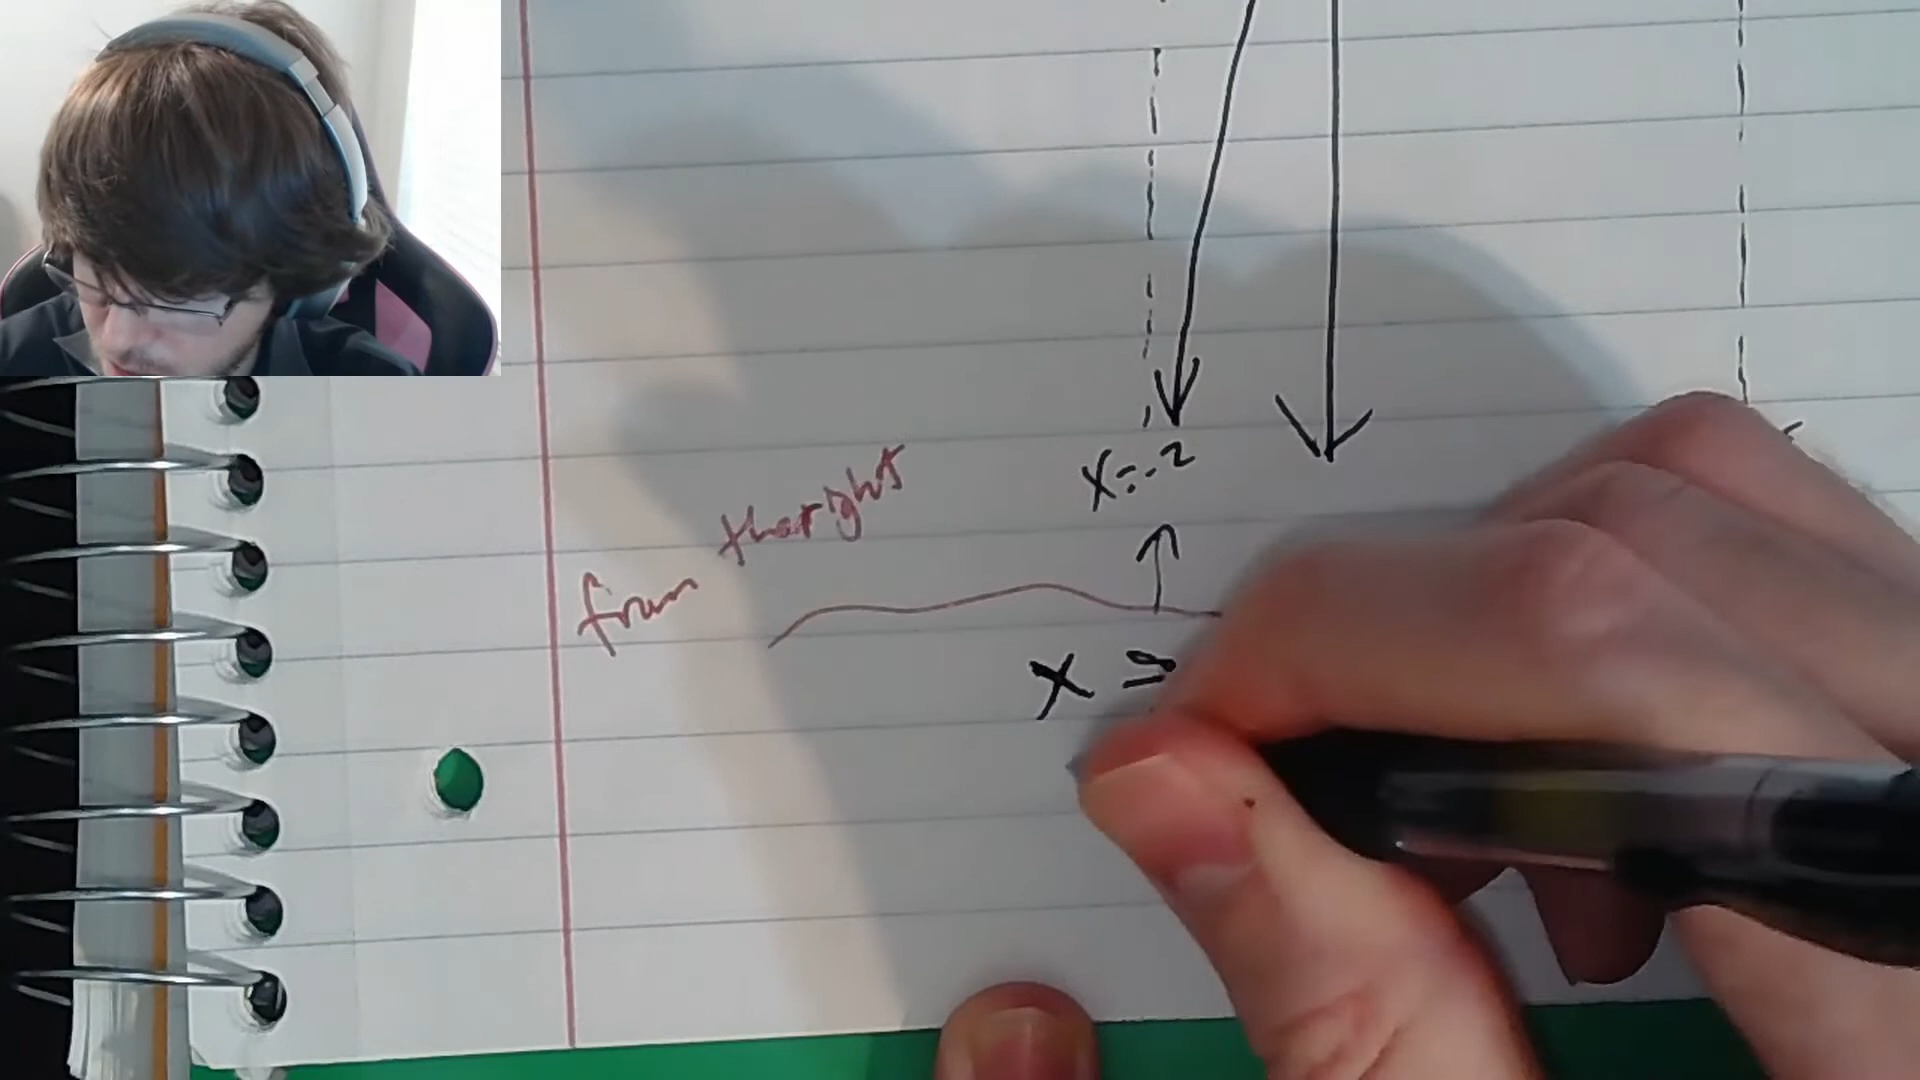 x=-2
from the right
x =